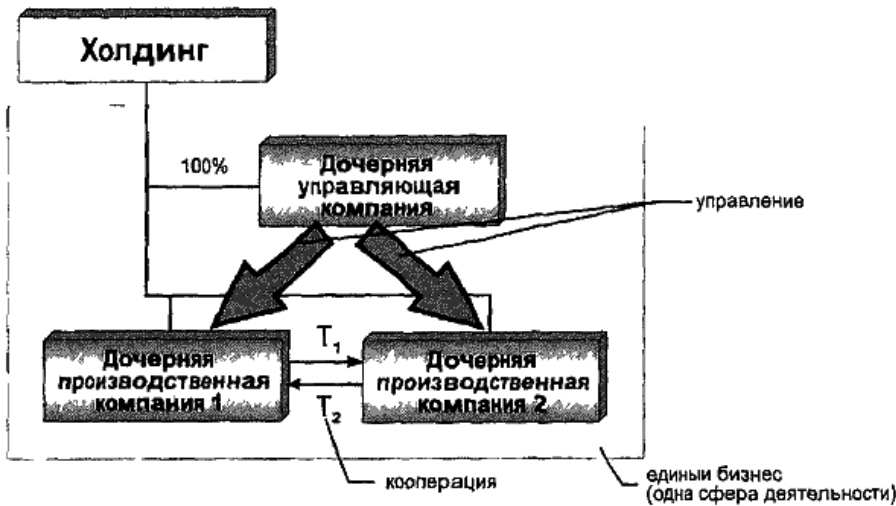 Холдинг
100%
Дочерняя
управляющая
компания
управление
Дочерняя
производственная
компания 1
T1
T2
Дочерняя
производственная
компания 2
кооперация
единыи бизнес
(одна сфера деятельности)